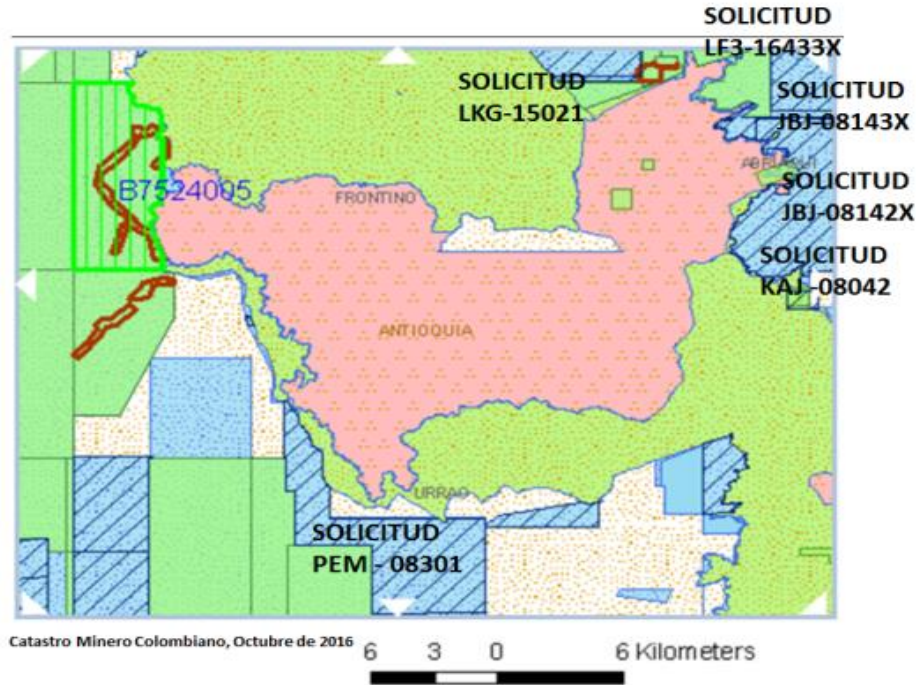 SOLICITUD
LF3-16433X
SOLICITUD
LKG-15021
SOLICITUD
JBJ-08143X
ABRIAQUI
SOLICITUD
JBJ-08142X
B7524005
FRONTINO
SOLICITUD
KAJ -08042
ANTIOQUIA
URRAO
SOLICITUD
PEM - 08301
Catastro Minero Colombiano, Octubre de 2016
6 3 0 6 Kilometers